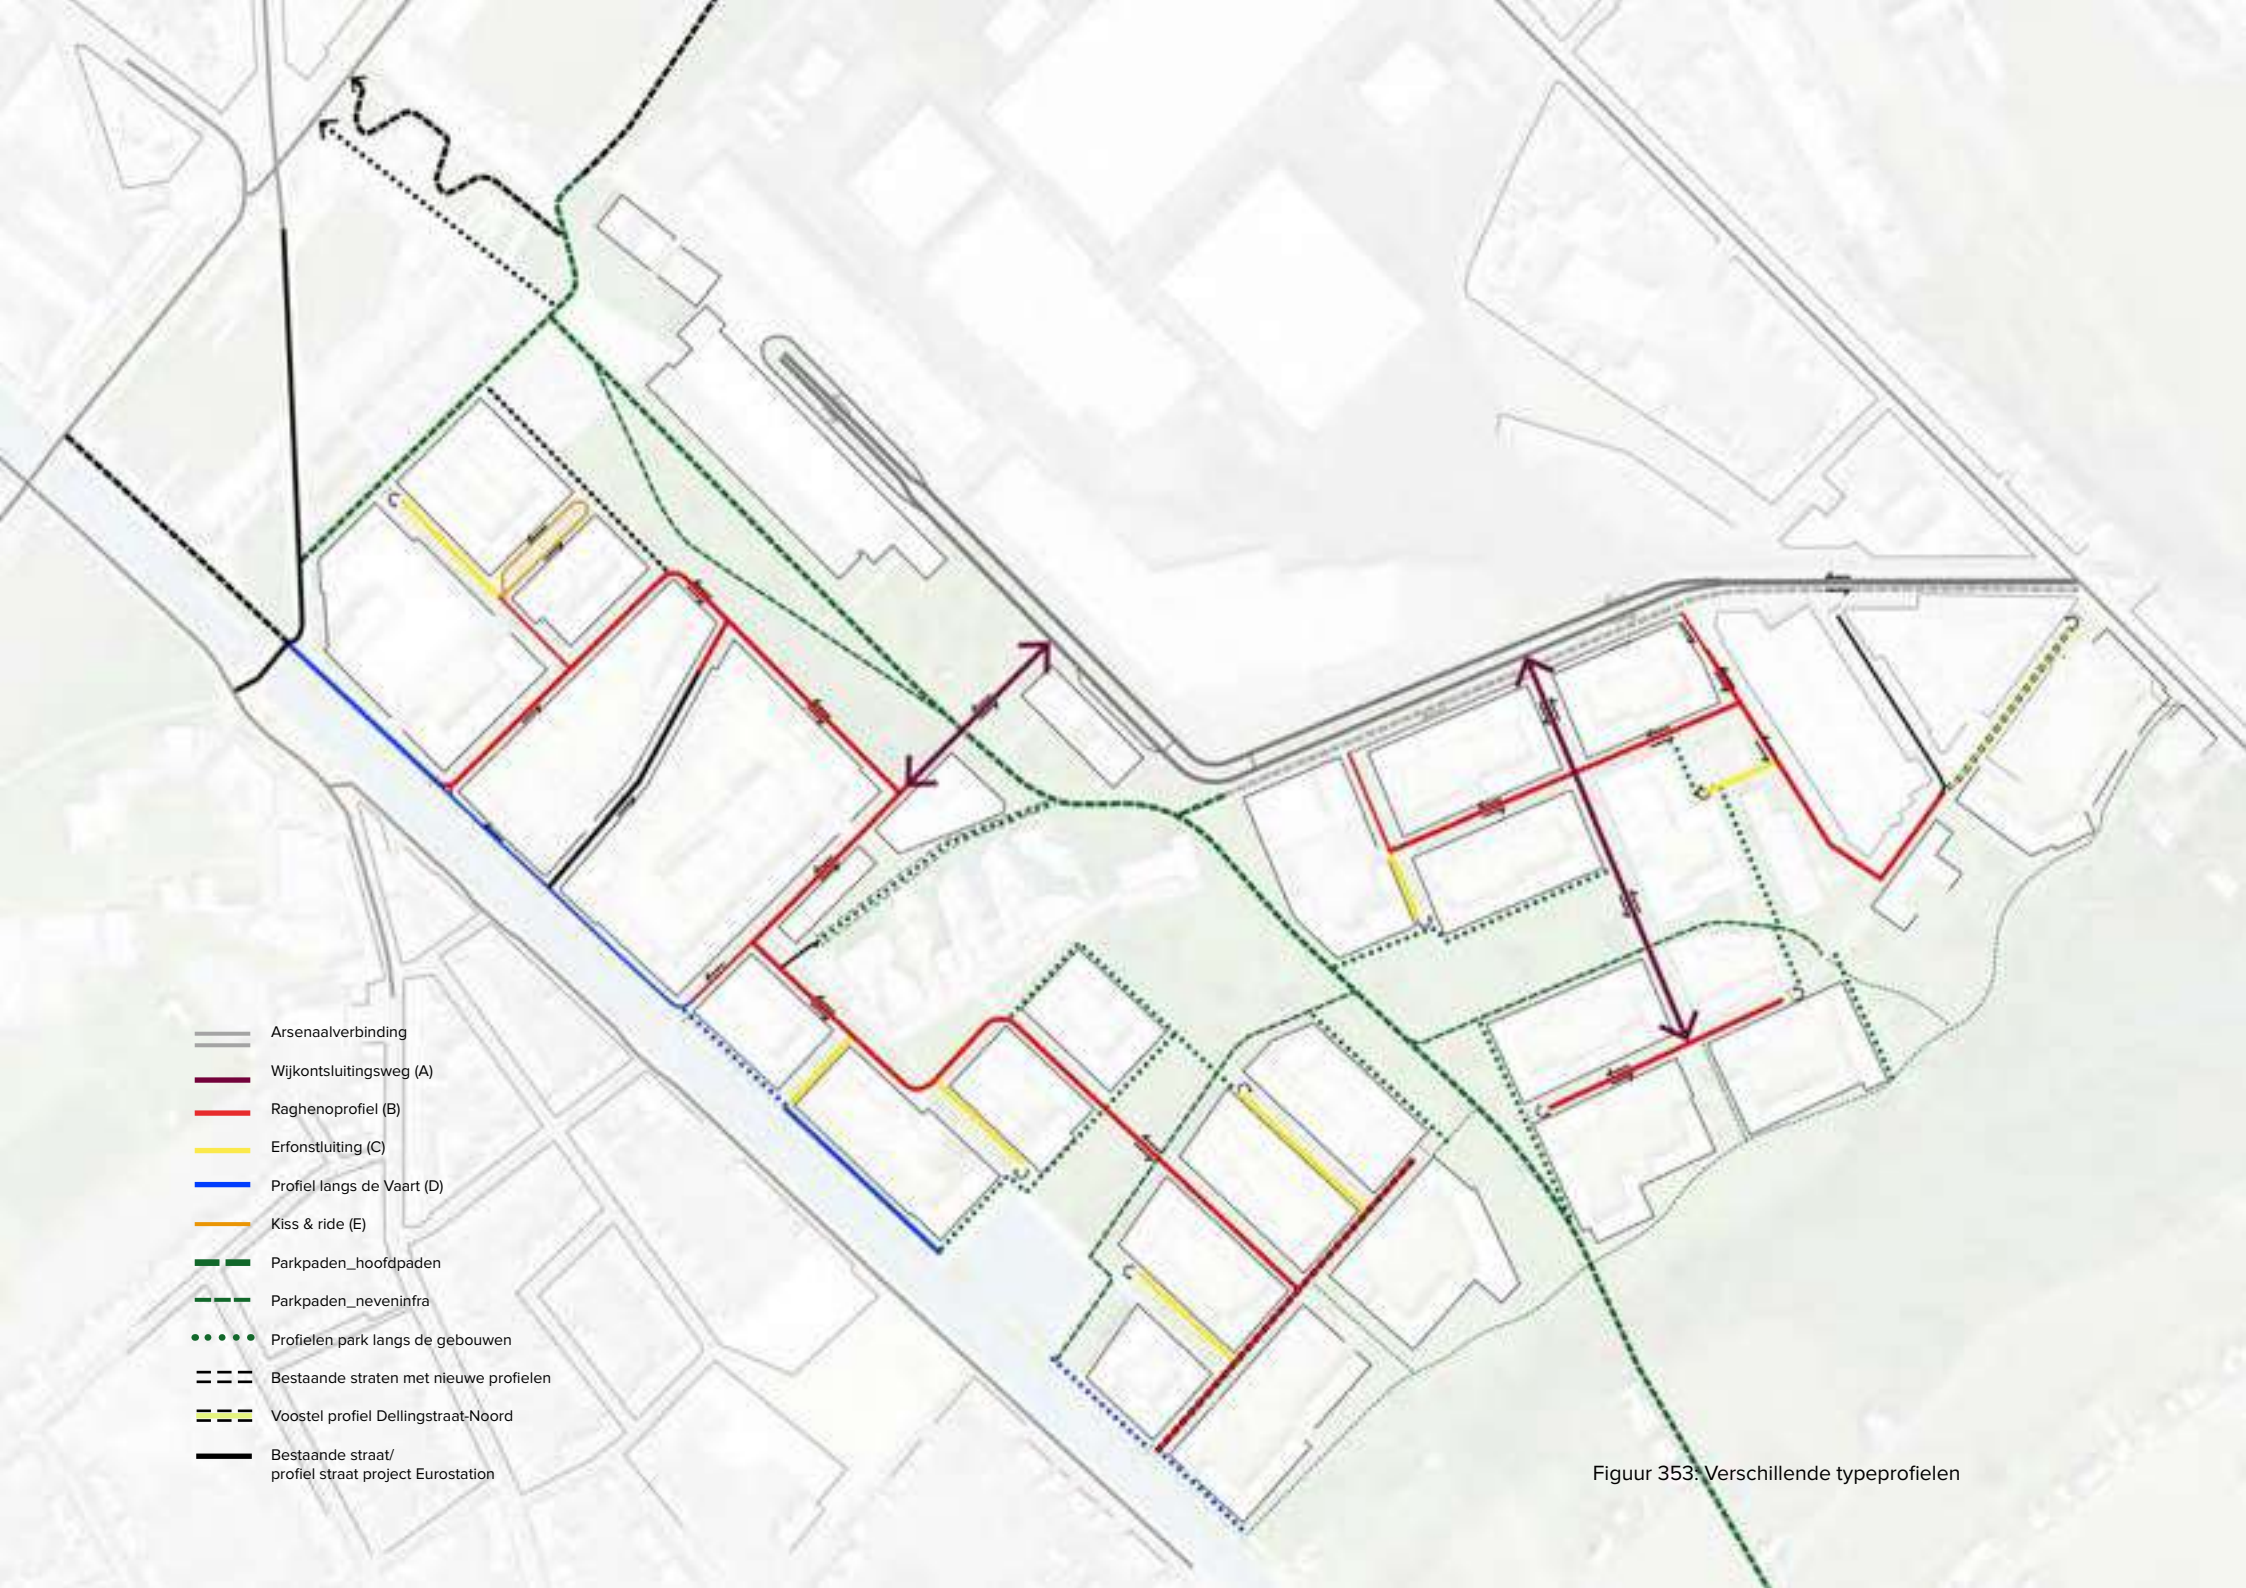 Arsenaalverbinding
Wijkontsluitingsweg (A)
Raghenoprofiel (B)
Erfonstluiting (C)
Profiel langs de Vaart (D)
Kiss & ride (E)
Parkpaden_hoofdpaden
Parkpaden_neveninfra
Profielen park langs de gebouwen
Bestaande straten met nieuwe profielen
Voostel profiel Dellingstraat-Noord
Bestaande straat/
profiel straat project Eurostation
Figuur 353: Verschillende typeprofielen